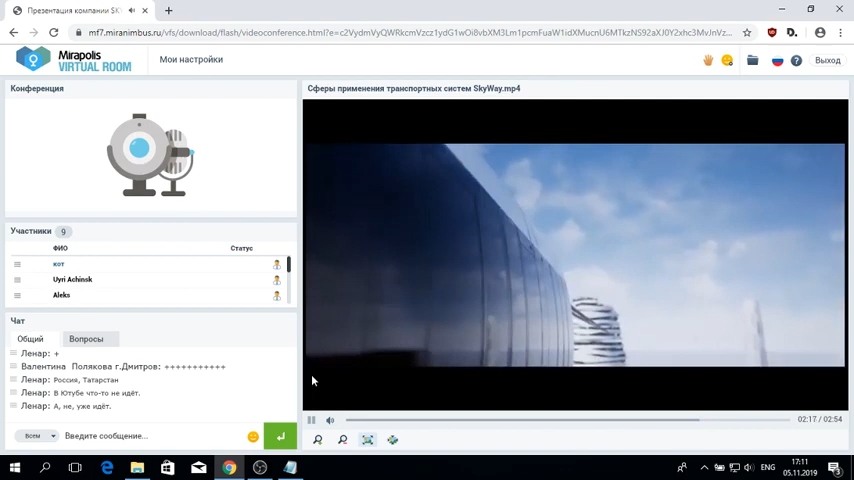 Презентация компании SK
mf7.miranimbus.ru/vfs/download/flash/videoconference.html?e=c2VydmVyQWRkcmVzcz1ydG1wOi8vbXM3Lm1pcmFuaW1idXMucnU6MTkzNS92aXJ0Y2xhc3MvJnVz...
D.
Mirapolis
VIRTUAL ROOM
Мои настройки
Выход
Конференция
Участники 9
ФИО Статус
кот
Uyri Achinsk
Aleks
Чат
Общий Вопросы
Ленар: +
Валентина Полякова г.Дмитров: +++++++++++
Ленар: Россия, Татарстан
Ленар: В Ютубе что-то не идёт.
Ленар: А, не, уже идёт.
Всем Введите сообщение...
Сферы применения транспортных систем SkyWay.mp4
02:17 / 02:54
ENG
17:11
05.11.2019
3